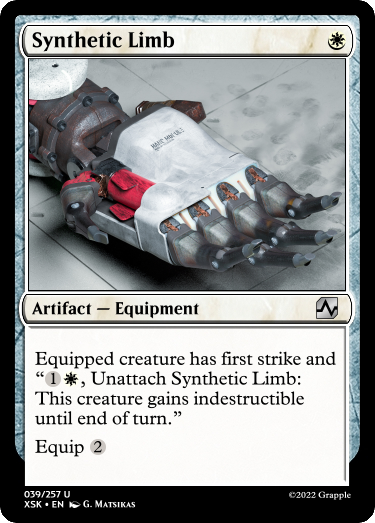 Synthetic Limb
Artifact — Equipment
Equipped creature has first strike and
“1, Unattach Synthetic Limb:
This creature gains indestructible
until end of turn.”
Equip 2
039/257 U
XSK • EN G. Matsikas
©2022 Grapple